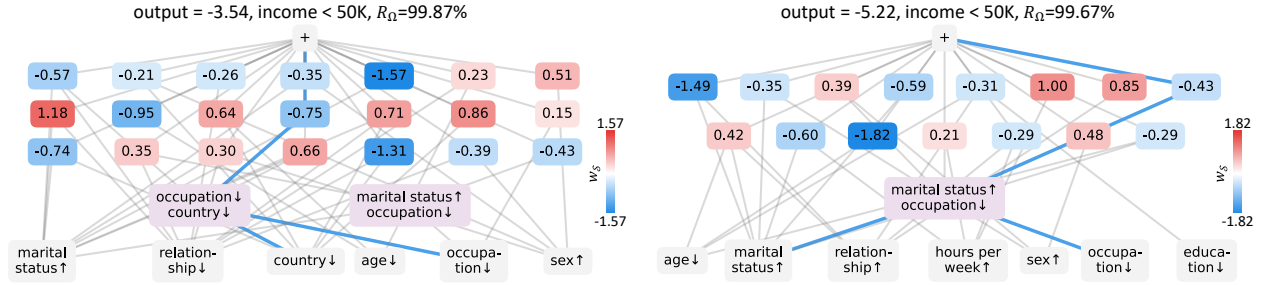 output = -3.54, income < 50K, R_Ω=99.87%
+
-0.57 -0.21 -0.26 -0.35 -1.57 0.23 0.51
1.18 -0.95 0.64 -0.75 0.71 0.86 0.15
-0.74 0.35 0.30 0.66 -1.31 -0.39 -0.43
occupation↓
country↓
marital status↑
occupation↓
marital
status↑
relation-
ship↓
country↓
age↓
occupa-
tion↓
sex↑
1.57
w_S
-1.57
output = -5.22, income < 50K, R_Ω=99.67%
+
-1.49 -0.35 0.39 -0.59 -0.31 1.00 0.85 -0.43
0.42 -0.60 -1.82 0.21 -0.29 0.48 -0.29
marital status↑
occupation↓
age↓
marital
status↑
relation-
ship↑
hours per
week↑
sex↑
occupa-
tion↓
educa-
tion↓
1.82
w_S
-1.82